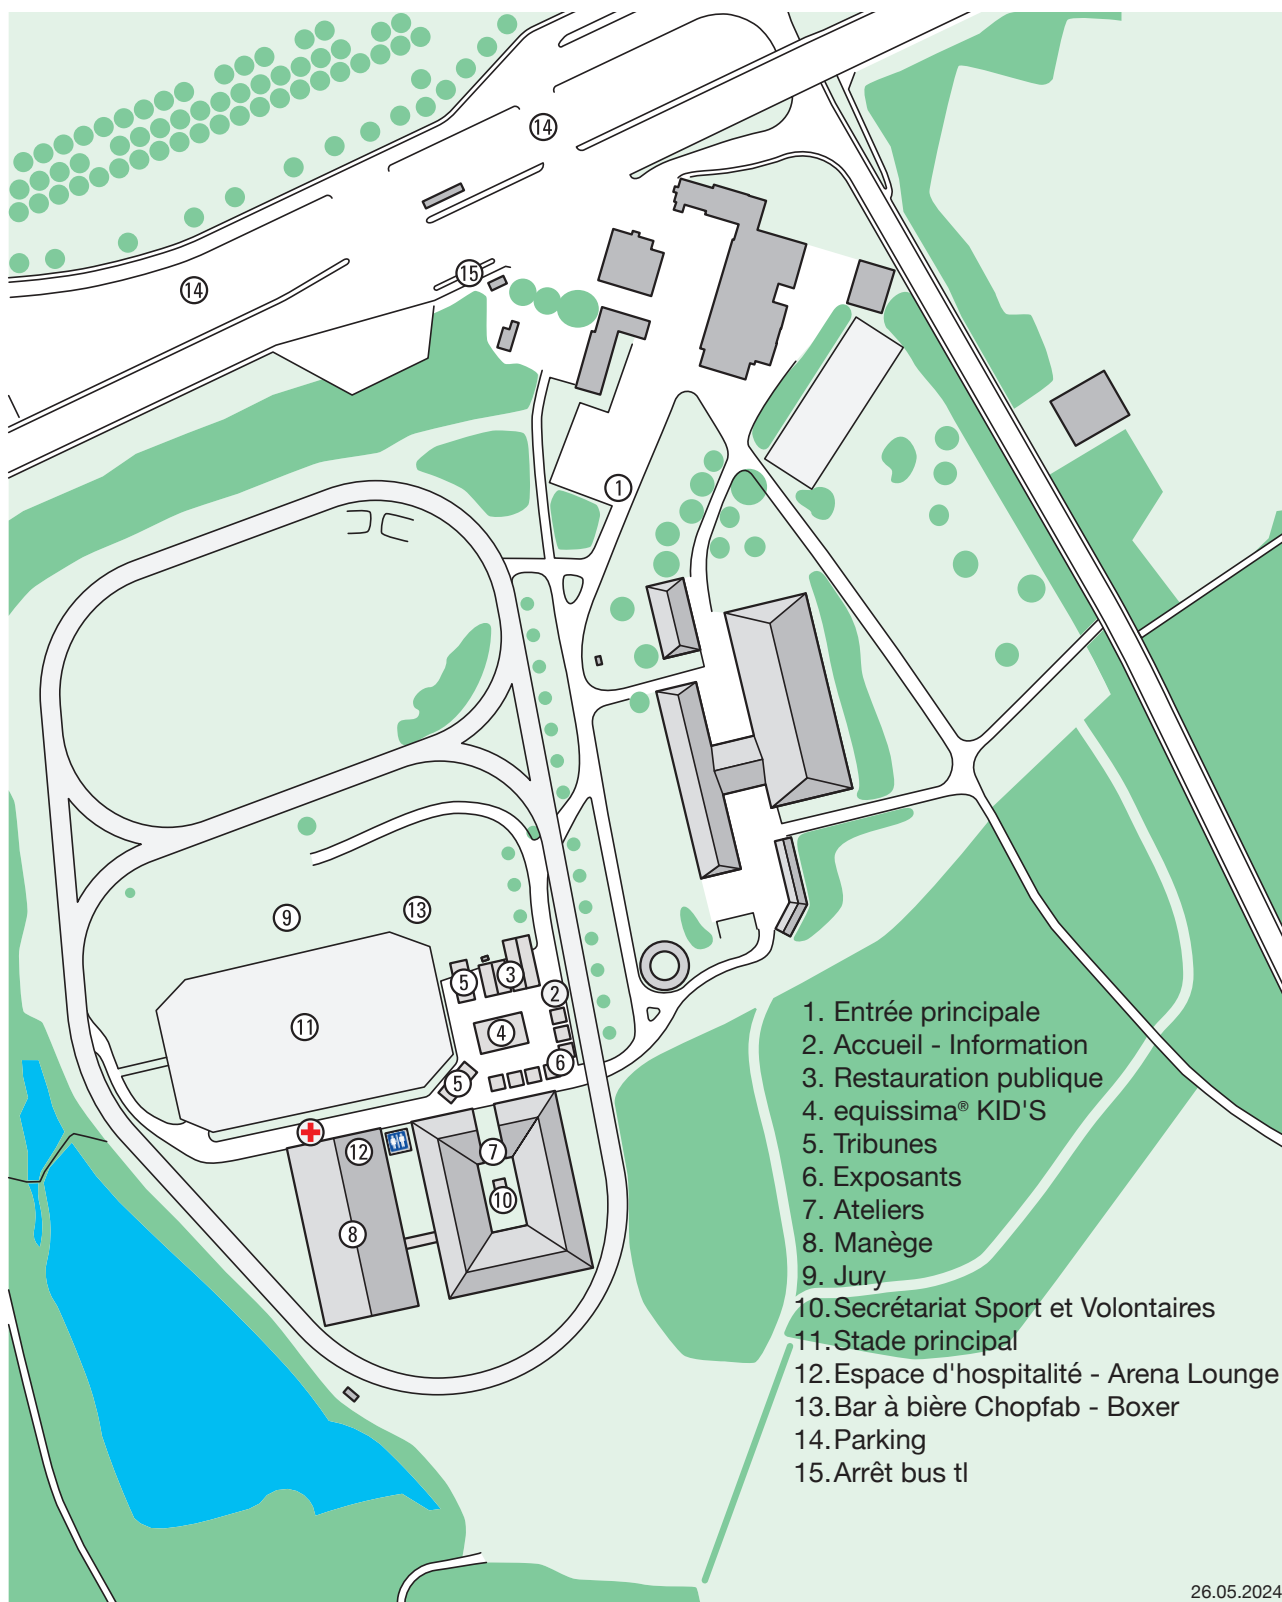 14
15
14
1
9
13
5
3
2
11
4
6
5
12
7
10
8
1. Entrée principale
2. Accueil - Information
3. Restauration publique
4. equissima® KID'S
5. Tribunes
6. Exposants
7. Ateliers
8. Manège
9. Jury
10. Secrétariat Sport et Volontaires
11. Stade principal
12. Espace d'hospitalité - Arena Lounge
13. Bar à bière Chopfab - Boxer
14. Parking
15. Arrêt bus tl
26.05.2024